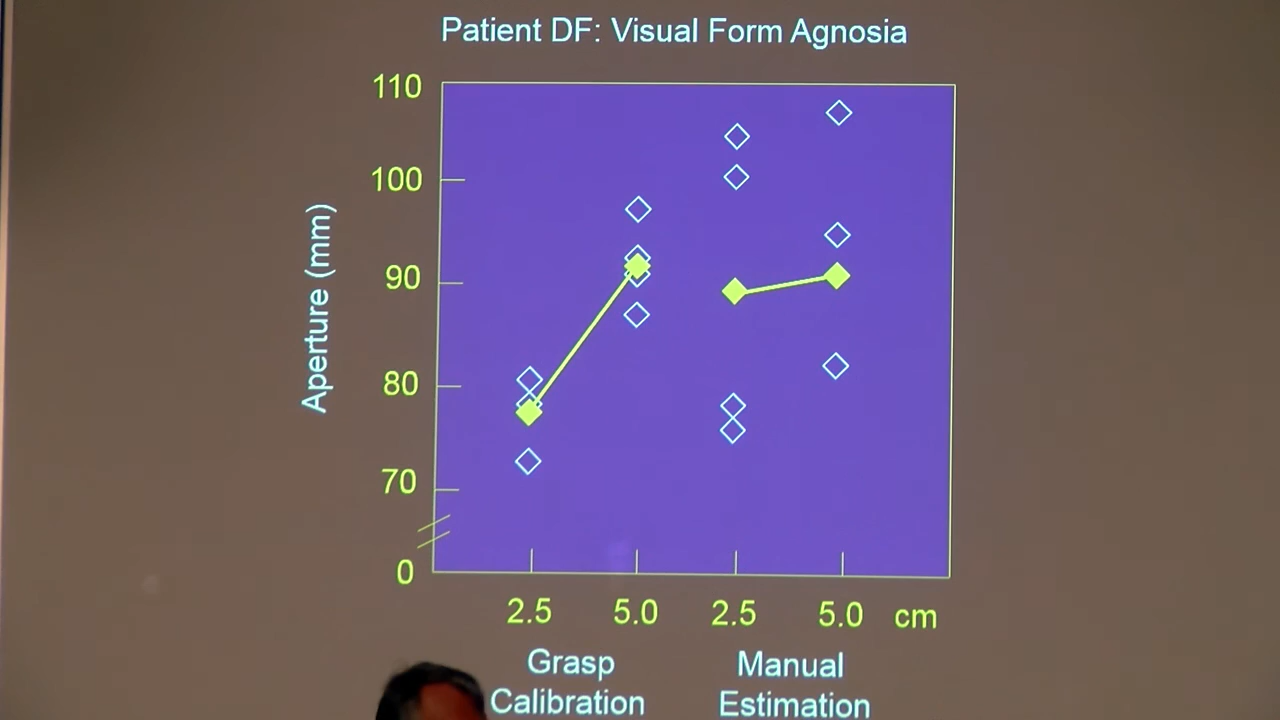 Patient DF: Visual Form Agnosia
110
100
90
80
70
0
Aperture (mm)
2.5 5.0 2.5 5.0 cm
Grasp
Calibration
Manual
Estimation